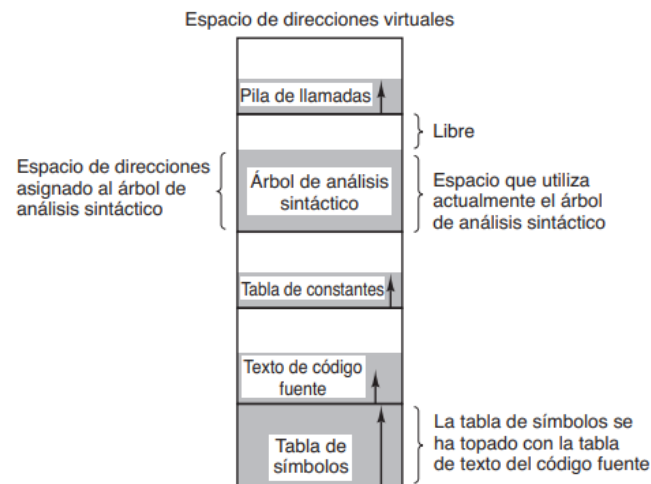 Espacio de direcciones virtuales
Pila de llamadas
Libre
Espacio de direcciones
asignado al árbol de
análisis sintáctico
Árbol de análisis
sintáctico
Espacio que utiliza
actualmente el árbol
de análisis sintáctico
Tabla de constantes
Texto de código
fuente
Tabla de
símbolos
La tabla de símbolos se
ha topado con la tabla
de texto del código fuente